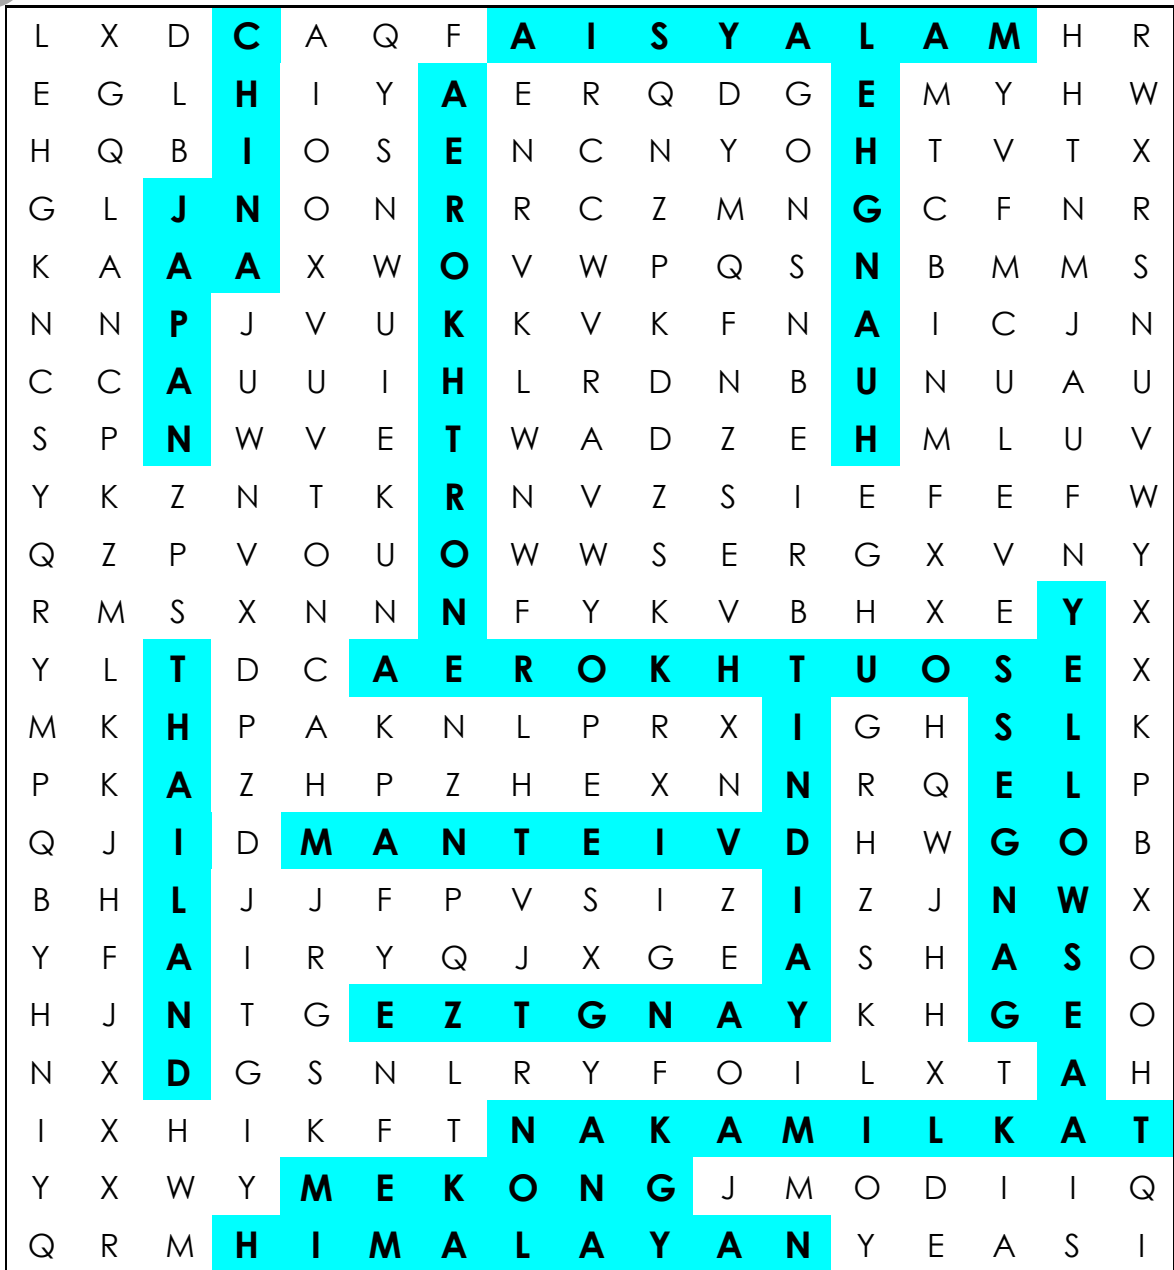 L X D C A Q F A I S Y A L A M H R
E G L H I Y A E R Q D G E M Y H W
H Q B I O S E N C N Y O H T V T X
G L J N O N R R C Z M N G C F N R
K A A A X W O V W P Q S N B M M S
N N P J V U K K V K F N A I C J N
C C A U U I H L R D N B U N U A U
S P N W V E T W A D Z E H M L U V
Y K Z N T K R N V Z S I E F E F W
Q Z P V O U O W W S E R G X V N Y
R M S X N N N F Y K V B H X E Y X
Y L T D C A E R O K H T U O S E X
M K H P A K N L P R X I G H S L K
P K A Z H P Z H E X N N R Q E L P
Q J I D M A N T E I V D H W G O B
B H L J J F P V S I Z I Z J N W X
Y F A I R Y Q J X G E A S H A S O
H J N T G E Z T G N A Y K H G E O
N X D G S N L R Y F O I L X T A H
I X H I K F T N A K A M I L K A T
Y X W Y M E K O N G J M O D I I Q
Q R M H I M A L A Y A N Y E A S I